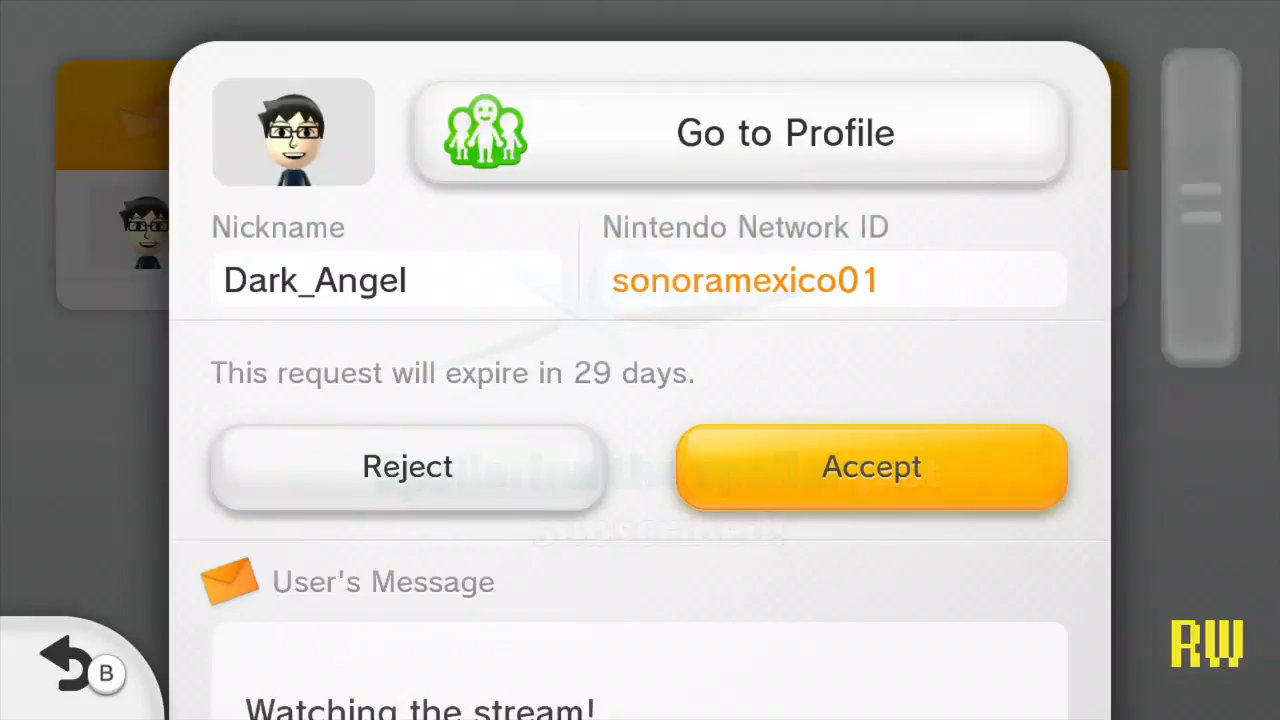 Go to Profile
Nickname
Nintendo Network ID
Dark_Angel
sonoramexico01
This request will expire in 29 days.
Reject
Accept
User's Message
Watching the stream!
B
RW